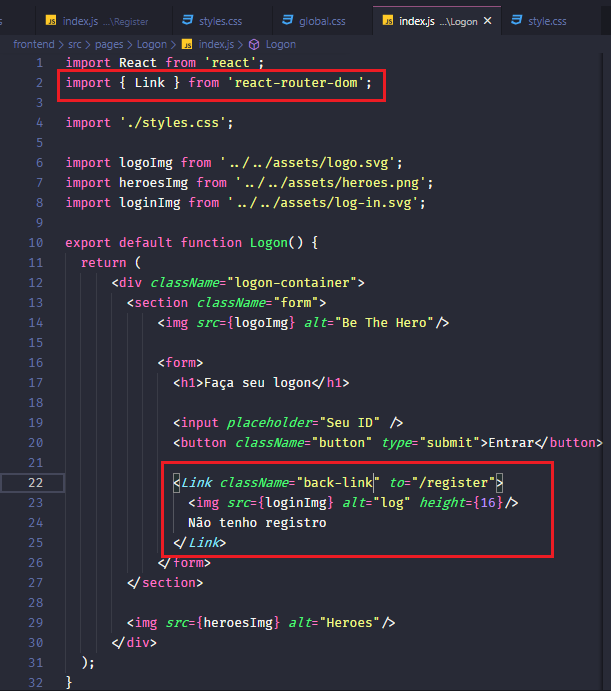 index.js ...\Register styles.css global.css index.js ...\Logon × style.css
frontend > src > pages > Logon > index.js > Logon
1 import React from 'react';
2 import { Link } from 'react-router-dom';
3
4 import './styles.css';
5
6 import logoImg from '../../assets/logo.svg';
7 import heroesImg from '../../assets/heroes.png';
8 import loginImg from '../../assets/log-in.svg';
9
10 export default function Logon() {
11 return (
12 <div className="logon-container">
13 <section className="form">
14 <img src={logoImg} alt="Be The Hero"/>
15
16 <form>
17 <h1>Faça seu logon</h1>
18
19 <input placeholder="Seu ID" />
20 <button className="button" type="submit">Entrar</button>
21
22 <Link className="back-link" to="/register">
23 <img src={loginImg} alt="log" height={16}/>
24 Não tenho registro
25 </Link>
26 </form>
27 </section>
28
29 <img src={heroesImg} alt="Heroes"/>
30 </div>
31 );
32 }